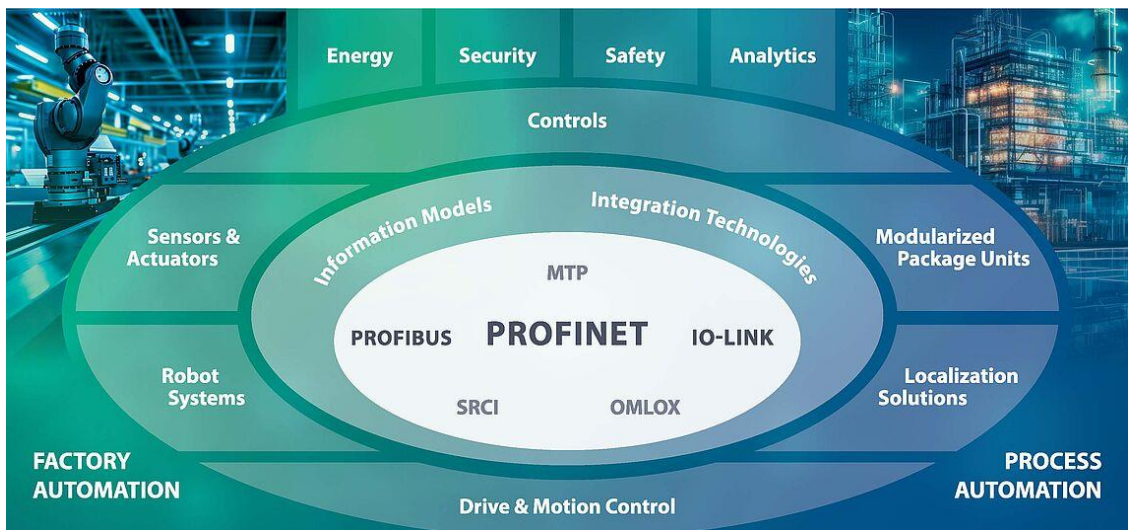 Energy
Security
Safety
Analytics
Controls
Information Models
Integration Technologies
Sensors &
Actuators
Modularized
Package Units
MTP
PROFIBUS
PROFINET
IO-LINK
Robot
Systems
Localization
Solutions
SRCI
OMLOX
FACTORY
AUTOMATION
PROCESS
AUTOMATION
Drive & Motion Control